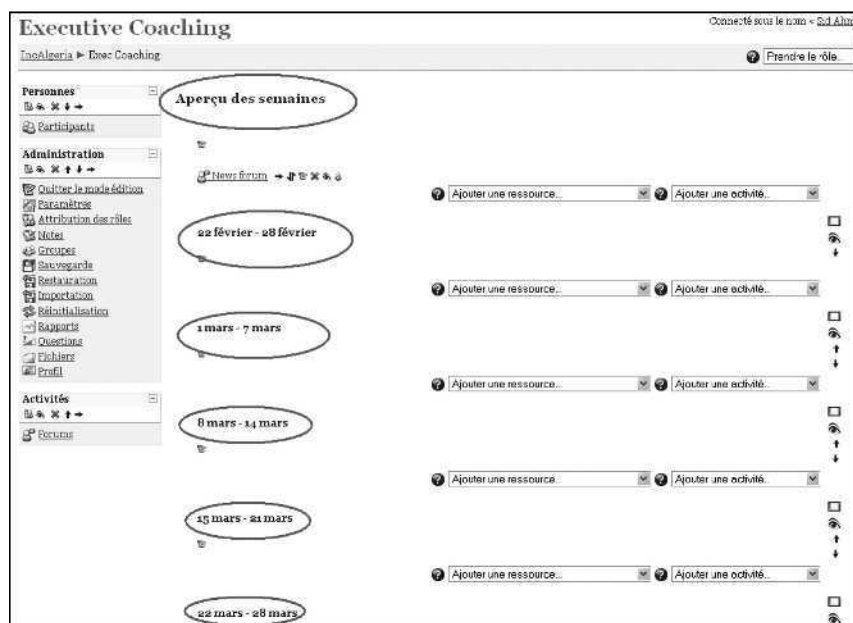 Executive Coaching
Connecté sous le nom « Sid Ahm
IncAlgeria ► Exec Coaching
Prendre le rôle...
Personnes
Participants
Administration
Quitter le mode édition
Paramètres
Attribution des rôles
Notes
Groupes
Sauvegarde
Restauration
Importation
Réinitialisation
Rapports
Questions
Fichiers
Profil
Activités
Forums
Aperçu des semaines
News forum
Ajouter une ressource... Ajouter une activité...
22 février - 28 février
Ajouter une ressource... Ajouter une activité...
1 mars - 7 mars
Ajouter une ressource... Ajouter une activité...
8 mars - 14 mars
Ajouter une ressource... Ajouter une activité...
15 mars - 21 mars
Ajouter une ressource... Ajouter une activité...
22 mars - 28 mars